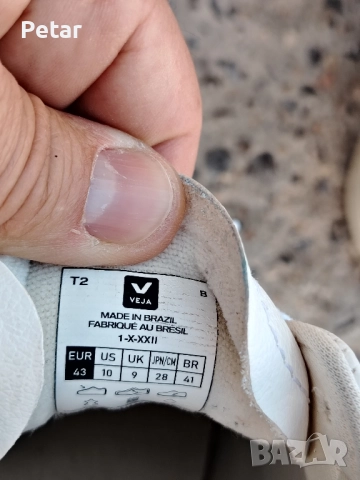 Petar
T2
V
VEJA
B
MADE IN BRAZIL
FABRIQUÉ AU BRÉSIL
1-X-XXII
EUR US UK JPN/CM BR
43 10 9 28 41
BAZAR